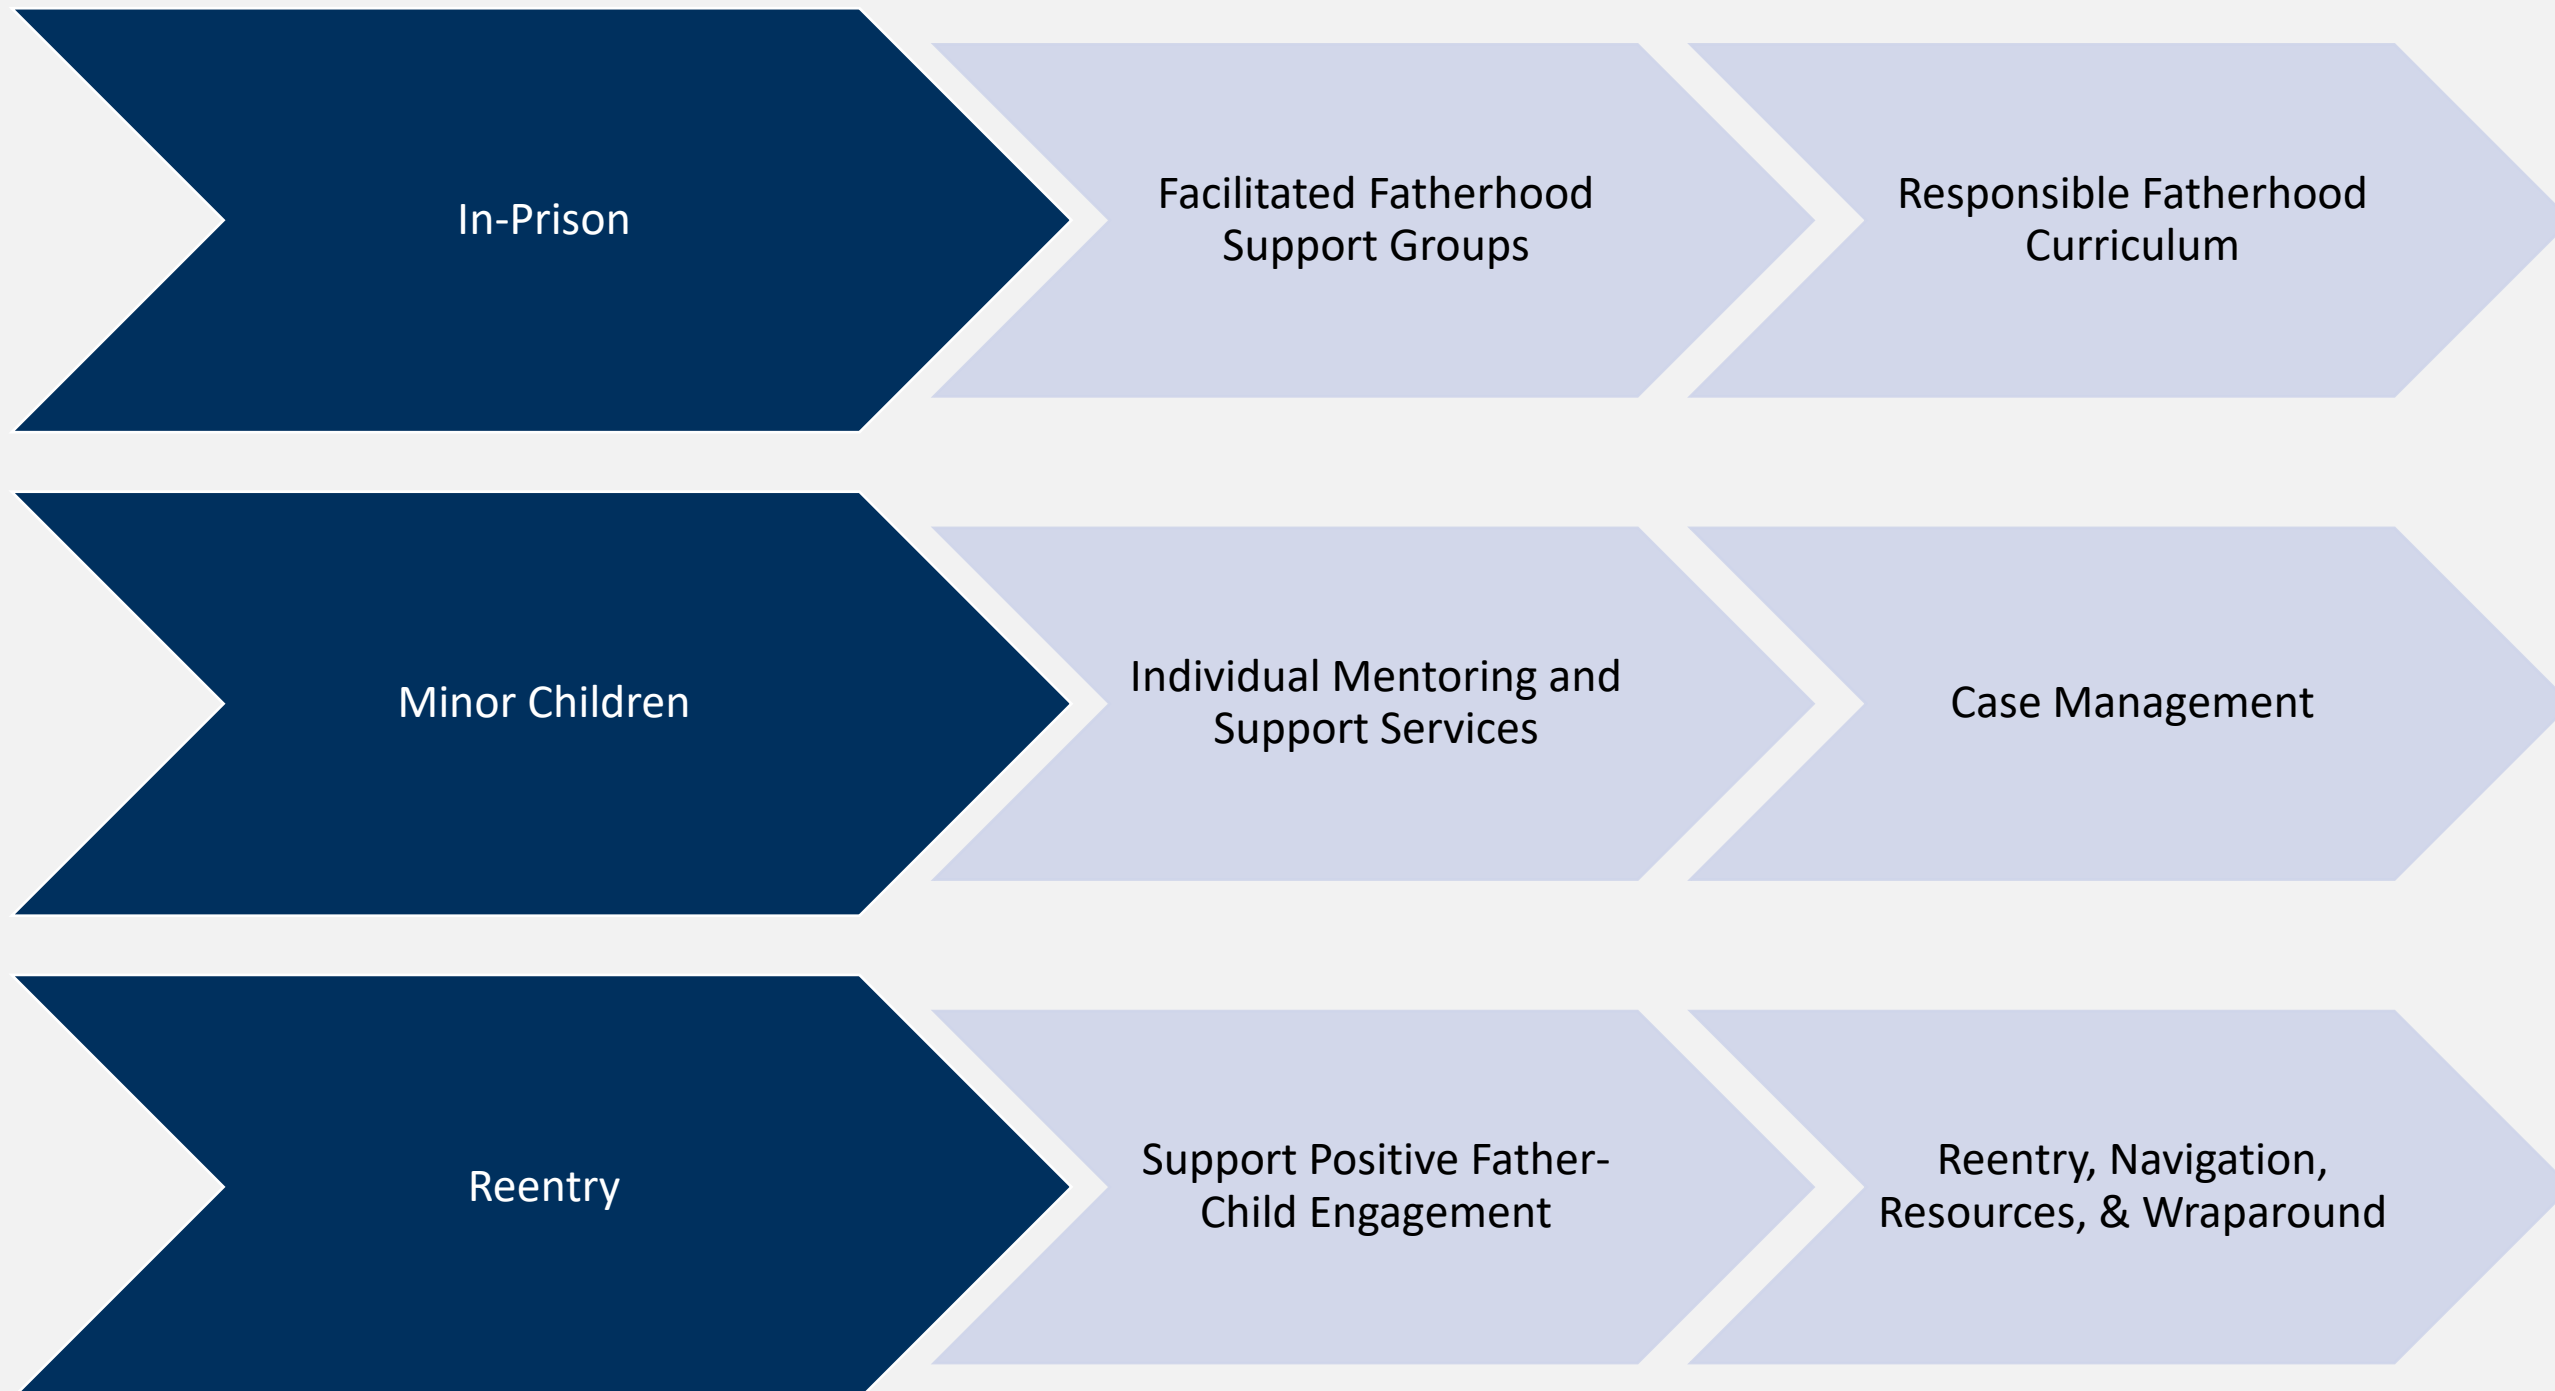 In-Prison
Facilitated Fatherhood
Support Groups
Responsible Fatherhood
Curriculum
Minor Children
Individual Mentoring and
Support Services
Case Management
Reentry
Support Positive Father-
Child Engagement
Reentry, Navigation,
Resources, & Wraparound